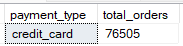 payment_type total_orders
credit_card 76505